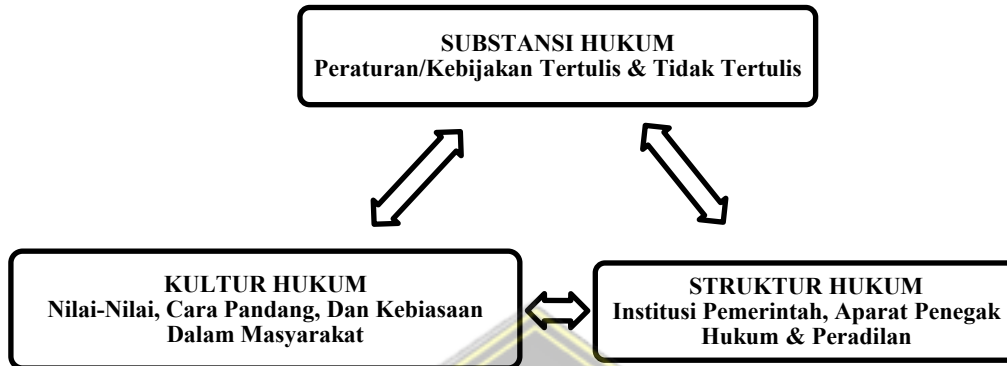 SUBSTANSI HUKUM
Peraturan/Kebijakan Tertulis & Tidak Tertulis
KULTUR HUKUM
Nilai-Nilai, Cara Pandang, Dan Kebiasaan
Dalam Masyarakat
STRUKTUR HUKUM
Institusi Pemerintah, Aparat Penegak
Hukum & Peradilan